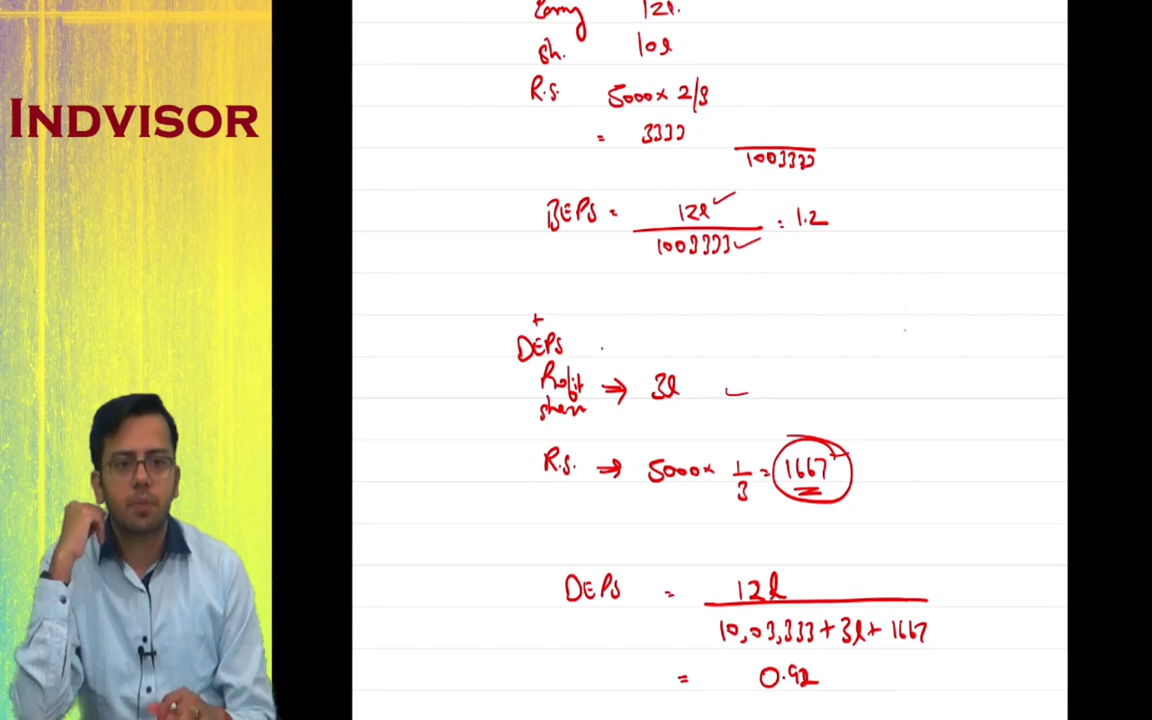 INDVISOR
Earny 12l.
Sh. 10l
R.S. 5000 x 2/3
= 3333
1003333
BEPS = 12l / 1003333 = 1.2
+
DEPS
Profit share → 3l
R.S. → 5000 x 1/3 = 1667
DEPS = 12l
10,03,333 + 3l + 1667
= 0.92